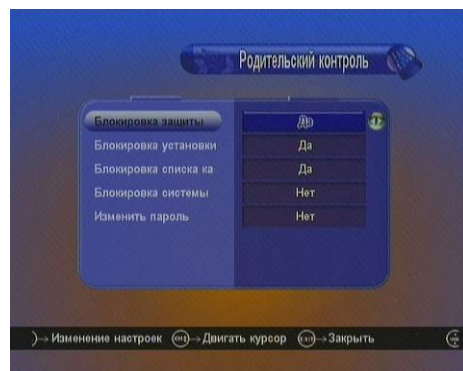 Родительский контроль
Блокировка защиты Да
Блокировка установки Да
Блокировка списка ка Да
Блокировка системы Нет
Изменить пароль Нет
→ Изменение настроек → Двигать курсор EXIT → Закрыть